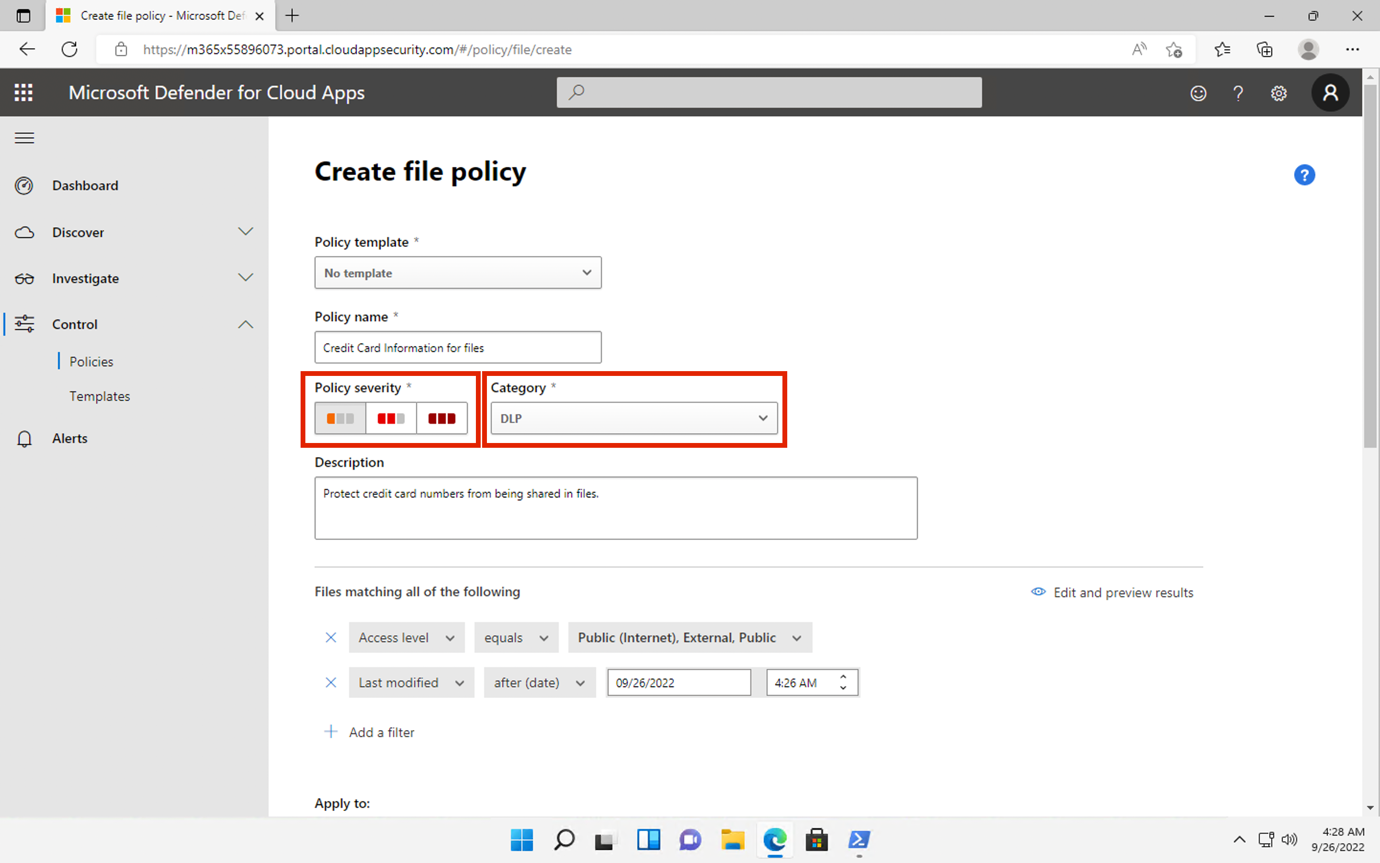 Create file policy - Microsoft Def
https://m365x55896073.portal.cloudappsecurity.com/#/policy/file/create
Microsoft Defender for Cloud Apps
Dashboard
Discover
Investigate
Control
Policies
Templates
Alerts
Create file policy
Policy template *
No template
Policy name *
Credit Card Information for files
Policy severity *
Category *
DLP
Description
Protect credit card numbers from being shared in files.
Files matching all of the following
Edit and preview results
Access level equals Public (Internet), External, Public
Last modified after (date) 09/26/2022 4:26 AM
Add a filter
Apply to:
4:28 AM
9/26/2022